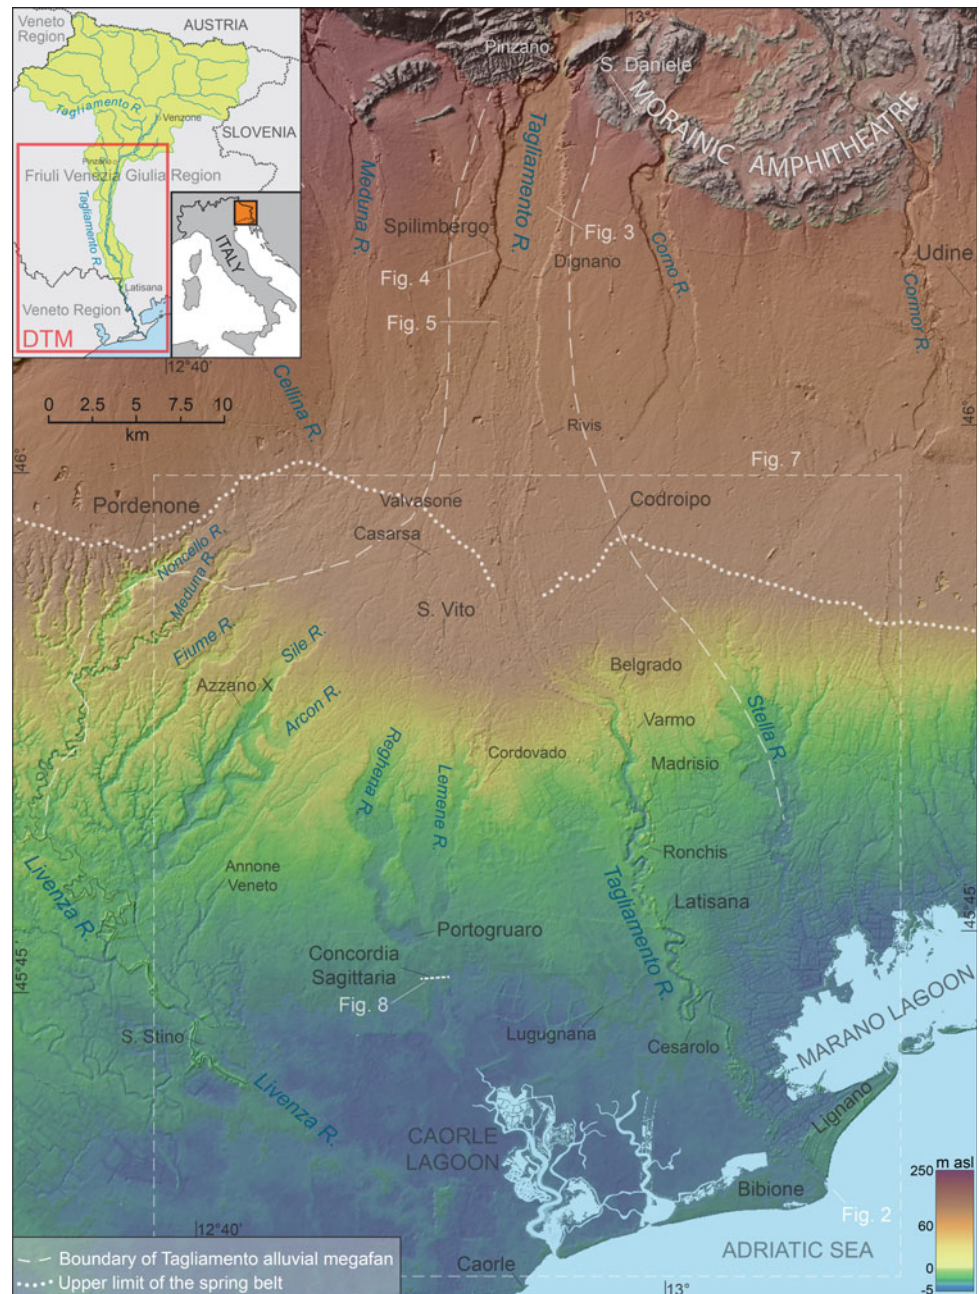 Veneto
Region
AUSTRIA
Tagliamento R.
Venzone
SLOVENIA
Pinzano
Friuli Venezia Giulia Region
Tagliamento R.
Latisana
Veneto Region
DTM
ITALY
13°
Pinzano
S. Daniele
MORAINIC AMPHITHEATRE
Tagliamento R.
Meduna R.
Spilimbergo
Fig. 3
Dignano
Corno R.
Udine
Fig. 4
Cormor R.
Fig. 5
12°40'
Cellina R.
0 2.5 5 7.5 10
km
Rivis
46°
46°
Fig. 7
Pordenone
Valvasone
Codroipo
Casarsa
Noncello R.
Meduna R.
S. Vito
Fiume R.
Sile R.
Belgrado
Azzano X
Arcon R.
Stella R.
Varmo
Reghena R.
Lemene R.
Cordovado
Madrisio
Ronchis
Annone
Veneto
Livenza R.
Tagliamento R.
Latisana
45°45'
Portogruaro
45°45'
Concordia
Sagittaria
Fig. 8
MARANO LAGOON
S. Stino
Lugugnana
Cesarolo
Livenza R.
Lignano
CAORLE
LAGOON
m asl
250
60
0
-5
Bibione
Fig. 2
12°40'
ADRIATIC SEA
Caorle
13°
Boundary of Tagliamento alluvial megafan
Upper limit of the spring belt